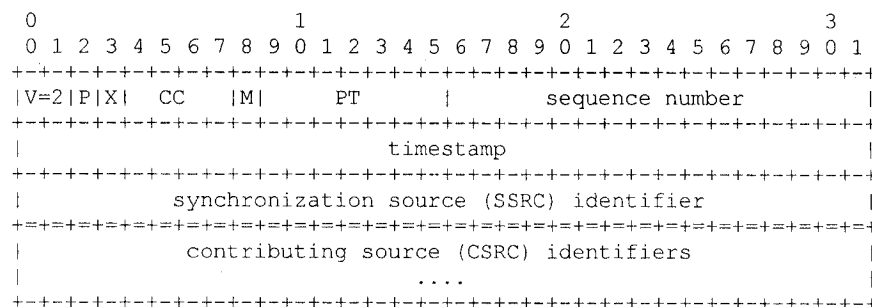 0                   1                   2                   3
0 1 2 3 4 5 6 7 8 9 0 1 2 3 4 5 6 7 8 9 0 1 2 3 4 5 6 7 8 9 0 1
+-+-+-+-+-+-+-+-+-+-+-+-+-+-+-+-+-+-+-+-+-+-+-+-+-+-+-+-+-+-+-+-+
|V=2|P|X|  CC   |M|     PT      |       sequence number         |
+-+-+-+-+-+-+-+-+-+-+-+-+-+-+-+-+-+-+-+-+-+-+-+-+-+-+-+-+-+-+-+-+
|                           timestamp                           |
+-+-+-+-+-+-+-+-+-+-+-+-+-+-+-+-+-+-+-+-+-+-+-+-+-+-+-+-+-+-+-+-+
|           synchronization source (SSRC) identifier            |
+=+=+=+=+=+=+=+=+=+=+=+=+=+=+=+=+=+=+=+=+=+=+=+=+=+=+=+=+=+=+=+=+
|            contributing source (CSRC) identifiers             |
|                             ....                              |
+-+-+-+-+-+-+-+-+-+-+-+-+-+-+-+-+-+-+-+-+-+-+-+-+-+-+-+-+-+-+-+-+